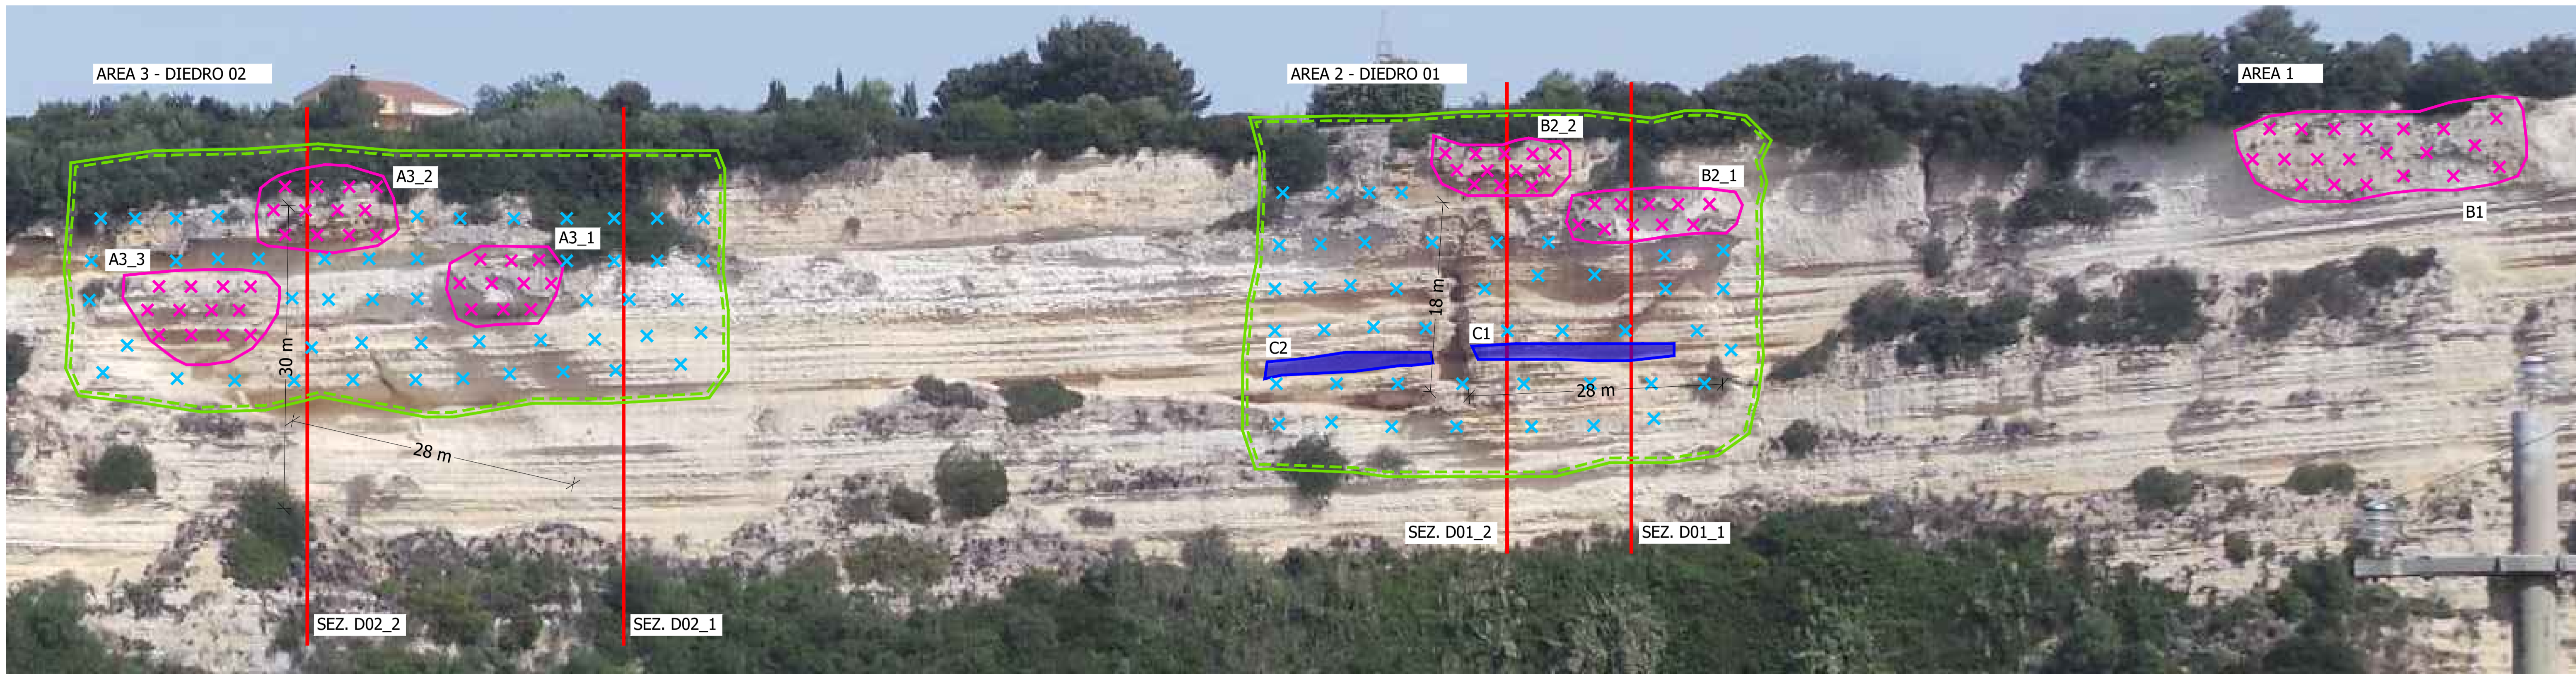 AREA 3 - DIEDRO 02
AREA 2 - DIEDRO 01
AREA 1
B2_2
A3_2
B2_1
B1
A3_1
A3_3
18 m
C1
C2
30 m
28 m
28 m
SEZ. D01_2
SEZ. D01_1
SEZ. D02_2
SEZ. D02_1